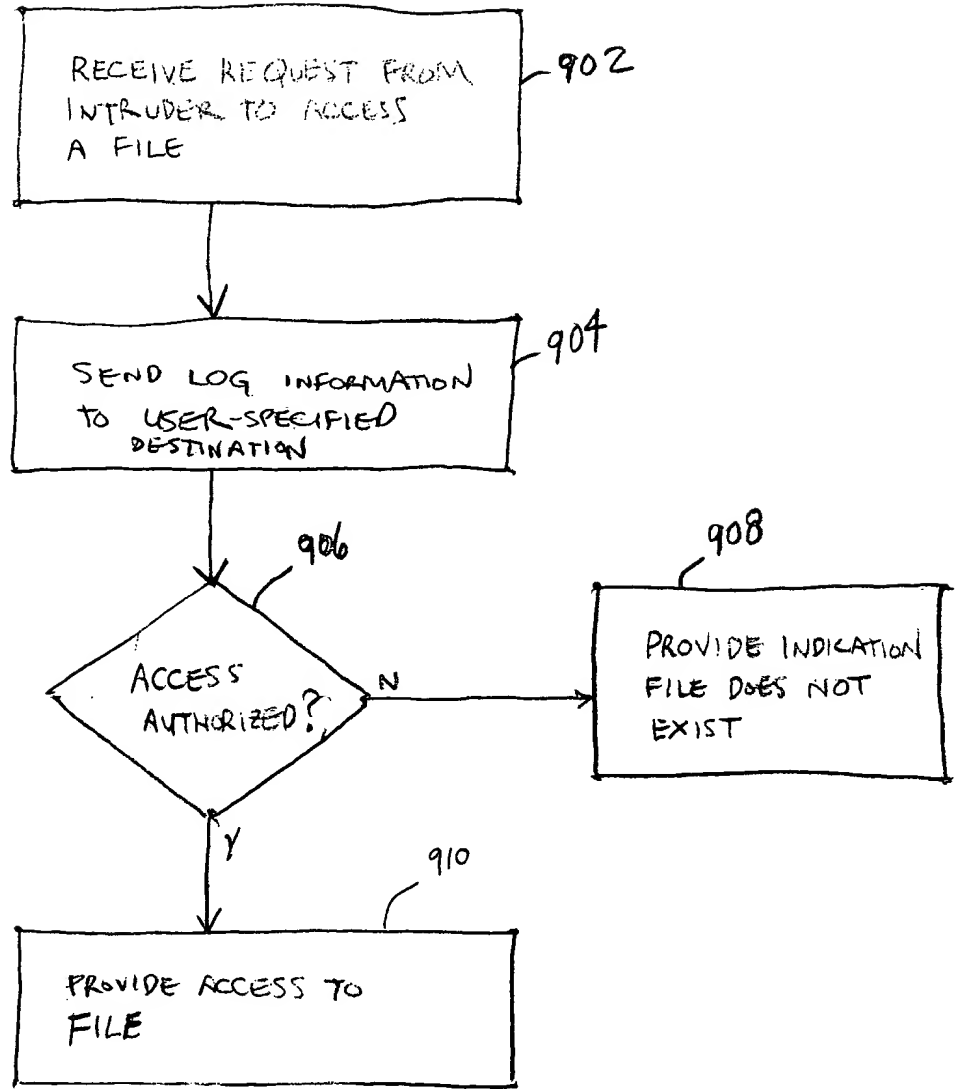 RECEIVE REQUEST FROM
INTRUDER TO ACCESS
A FILE
902
SEND LOG INFORMATION
TO USER-SPECIFIED
DESTINATION
904
906
ACCESS
AUTHORIZED?
N
908
PROVIDE INDICATION
FILE DOES NOT
EXIST
Y
910
PROVIDE ACCESS TO
FILE